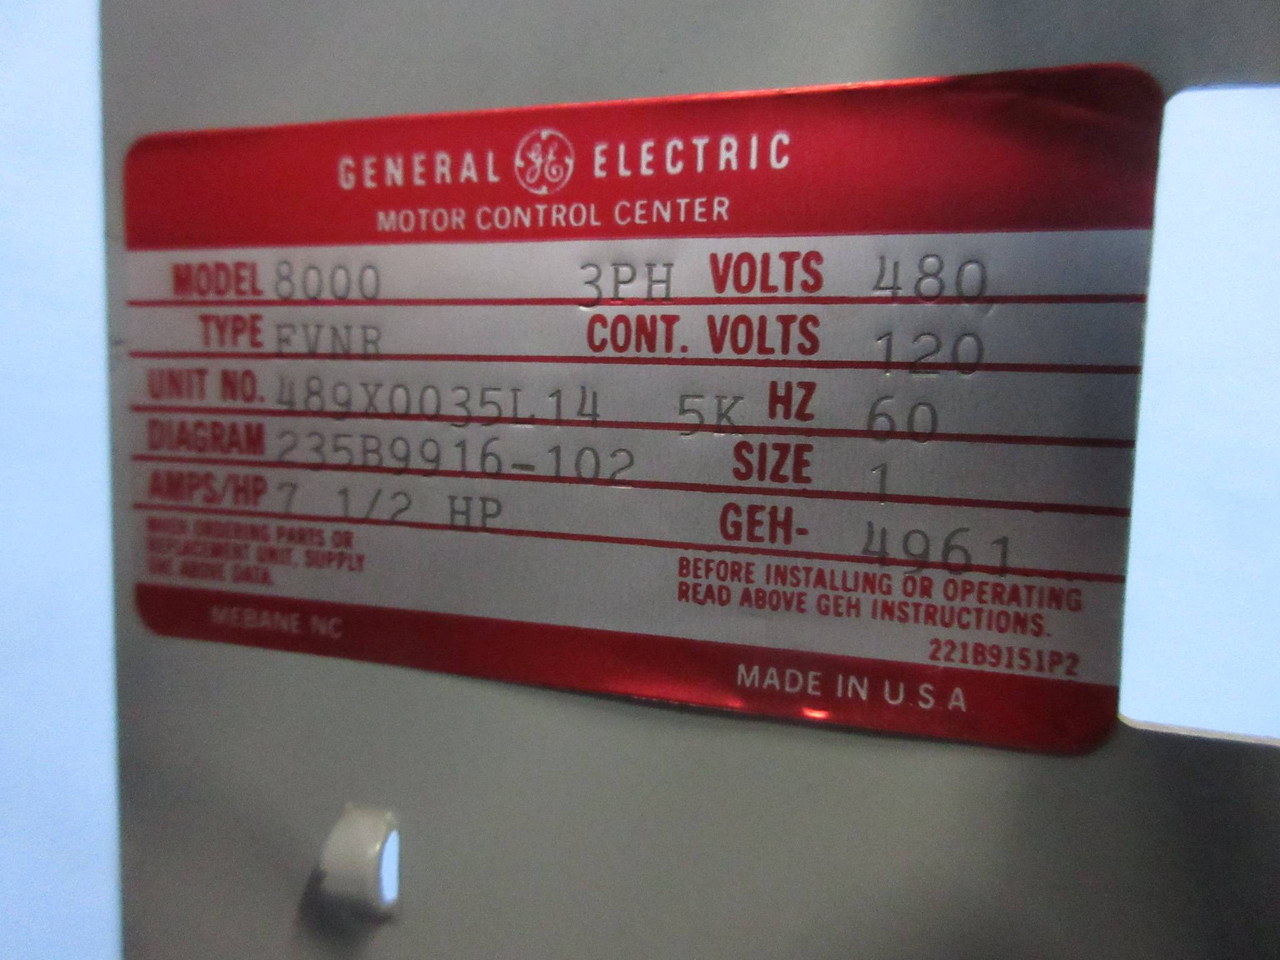 GENERAL GE ELECTRIC
MOTOR CONTROL CENTER
MODEL 8000 3PH VOLTS 480
TYPE FVNR CONT. VOLTS 120
UNIT NO. 489X0035L14 5K HZ 60
DIAGRAM 235B9916-102 SIZE 1
AMPS/HP 7 1/2 HP GEH- 4961
WHEN ORDERING PARTS OR
REPLACEMENT UNIT, SUPPLY
THE ABOVE DATA.
BEFORE INSTALLING OR OPERATING
READ ABOVE GEH INSTRUCTIONS.
221B9151P2
MEBANE NC
MADE IN U.S.A